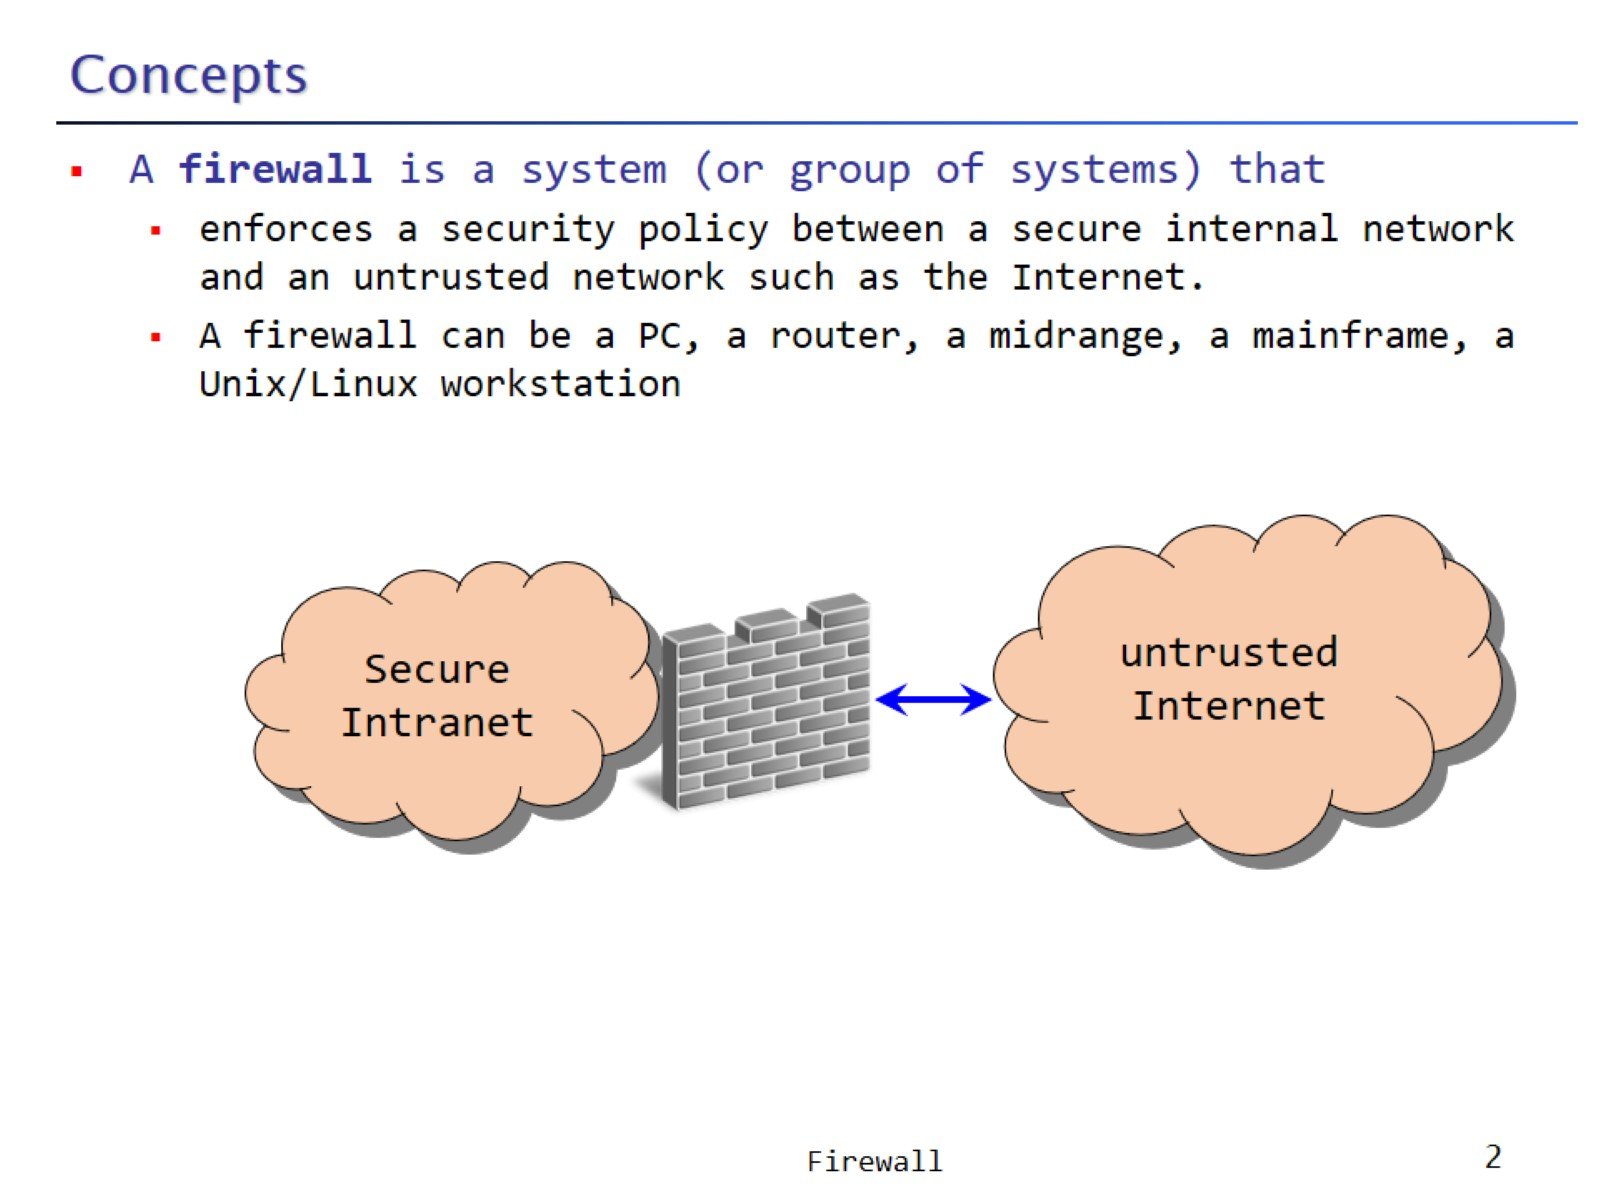 Concepts
A firewall is a system (or group of systems) that
enforces a security policy between a secure internal network
and an untrusted network such as the Internet.
A firewall can be a PC, a router, a midrange, a mainframe, a
Unix/Linux workstation
Secure
Intranet
untrusted
Internet
Firewall
2